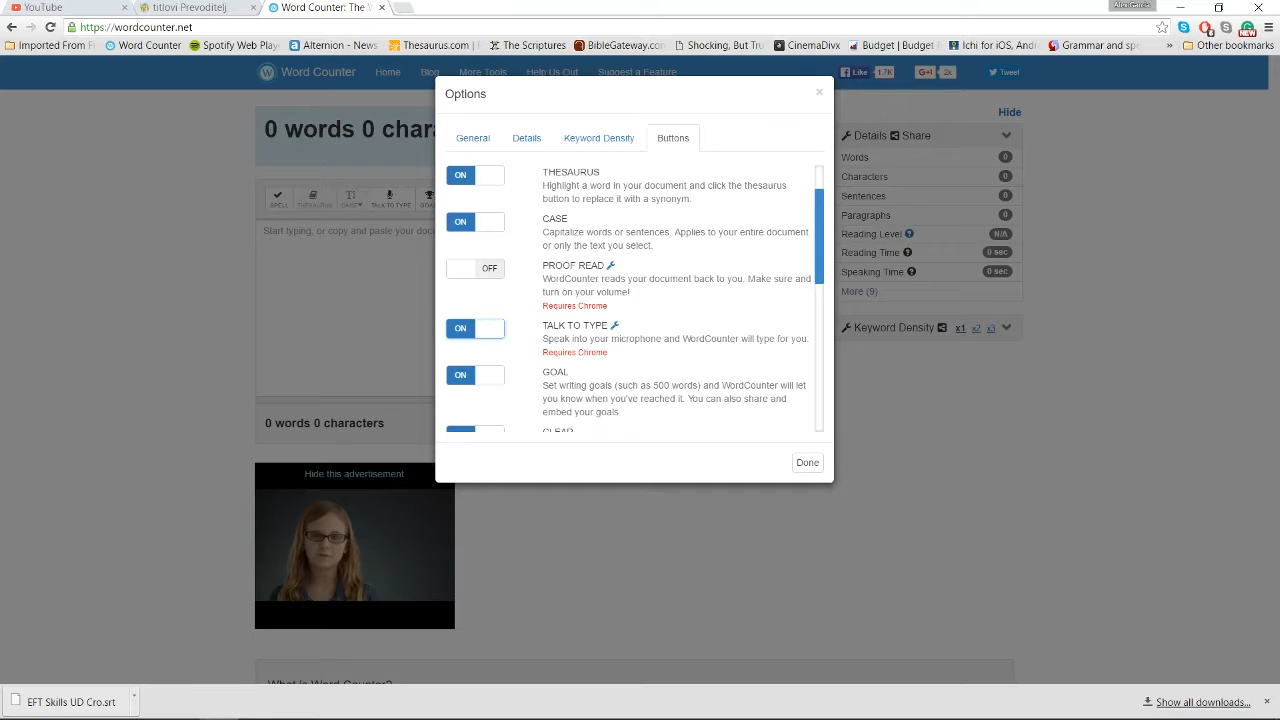 YouTube
titlovi Prevoditelj
Word Counter: The
Alex Garcia
https://wordcounter.net
NEW
Imported From
Word Counter
Spotify Web Play
Alternion
Thesaurus.com
The Scriptures
BibleGateway.com
Shocking, But True
CinemaDivx
Budget | Budget
Ichi for iOS, And
Grammar and spe
Other bookmarks
Word Counter
Home
Blog
More Tools
Help Us Out
Suggest a Feature
Like
1.7K
G+1
2k
Tweet
Options
0 words 0 chara
General
Details
Keyword Density
Buttons
Hide
Details
Share
SPELL
THESAURUS
CASE
TALK TO TYPE
GOA
Start typing, or copy and paste your docu
ON
THESAURUS
Highlight a word in your document and click the thesaurus
button to replace it with a synonym.
ON
CASE
Capitalize words or sentences. Applies to your entire document
or only the text you select.
OFF
PROOF READ
WordCounter reads your document back to you. Make sure and
turn on your volume!
Requires Chrome
ON
TALK TO TYPE
Speak into your microphone and WordCounter will type for you.
Requires Chrome
ON
GOAL
Set writing goals (such as 500 words) and WordCounter will let
you know when you've reached it. You can also share and
embed your goals
CLEAR
Done
Words 0
Characters 0
Sentences 0
Paragraphs 0
Reading Level N/A
Reading Time 0 sec
Speaking Time 0 sec
More (9)
Keyword Density x1 x2 x3
0 words 0 characters
Hide this advertisement
What is Word Counter?
EFT Skills UD Cro.srt
Show all downloads...